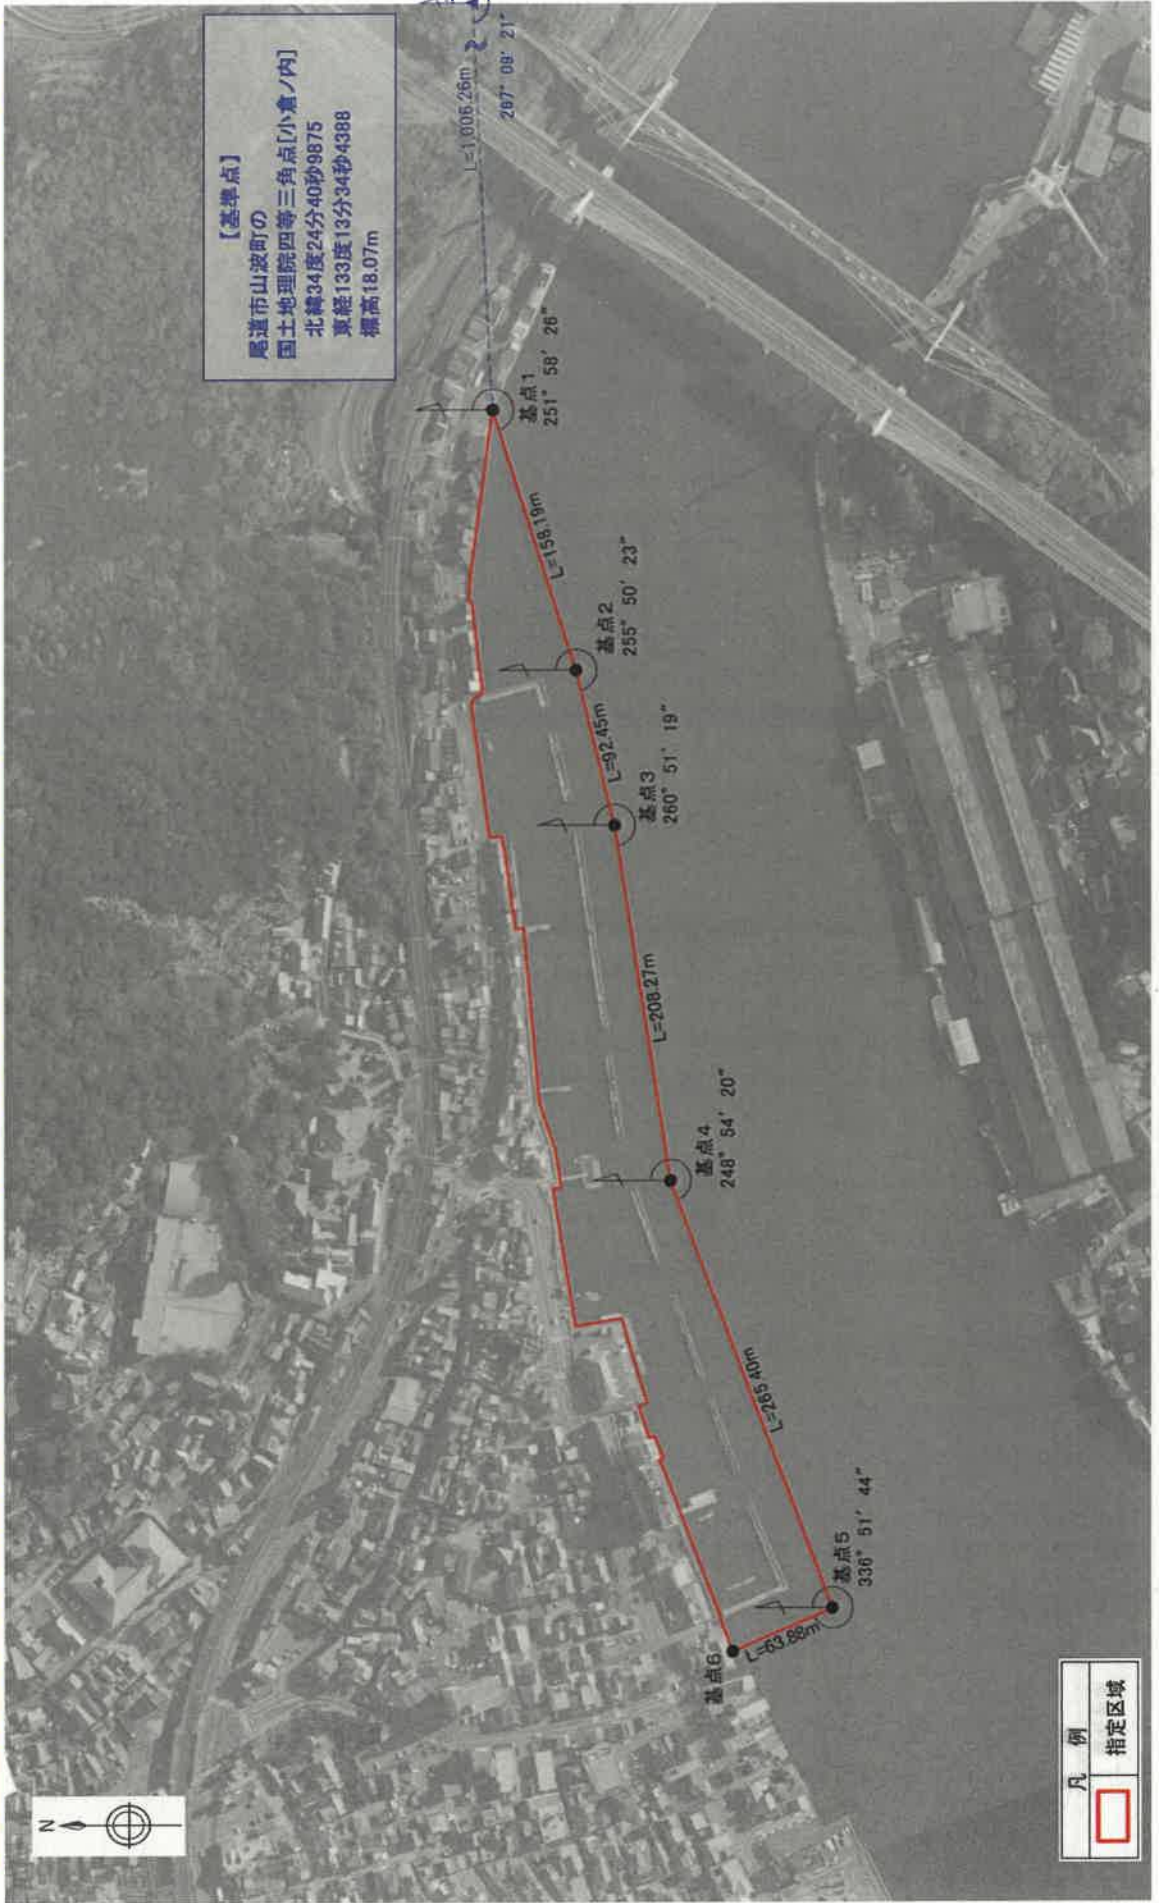 【基準点】
尾道市山波町の
国土地理院四等三角点[小倉ノ内]
北緯34度24分40秒9875
東経133度13分34秒4388
標高18.07m
L=1,006.26m
267° 09′ 21″
基点1
251° 58′ 26″
L=158.19m
基点2
255° 50′ 23″
L=92.45m
基点3
260° 51′ 19″
L=208.27m
基点4
248° 54′ 20″
L=265.40m
基点5
336° 51′ 44″
L=63.88m
基点6
N
凡 例
指定区域